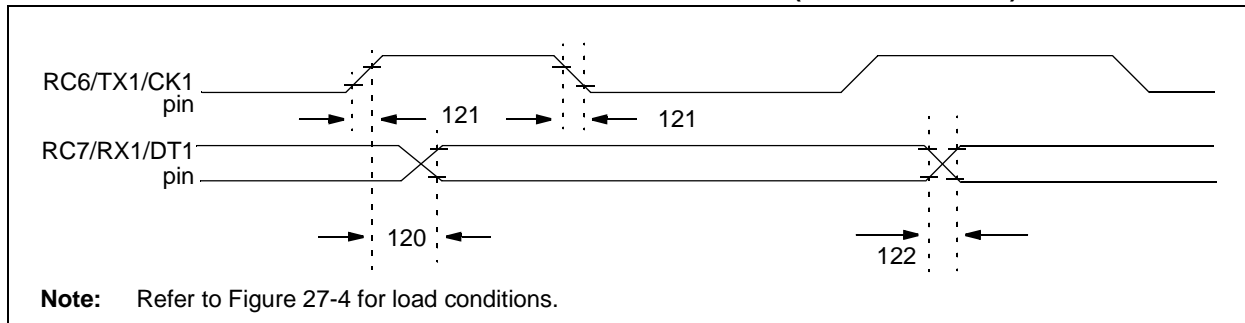 RC6/TX1/CK1
pin
121
121
RC7/RX1/DT1
pin
120
122
Note: Refer to Figure 27-4 for load conditions.